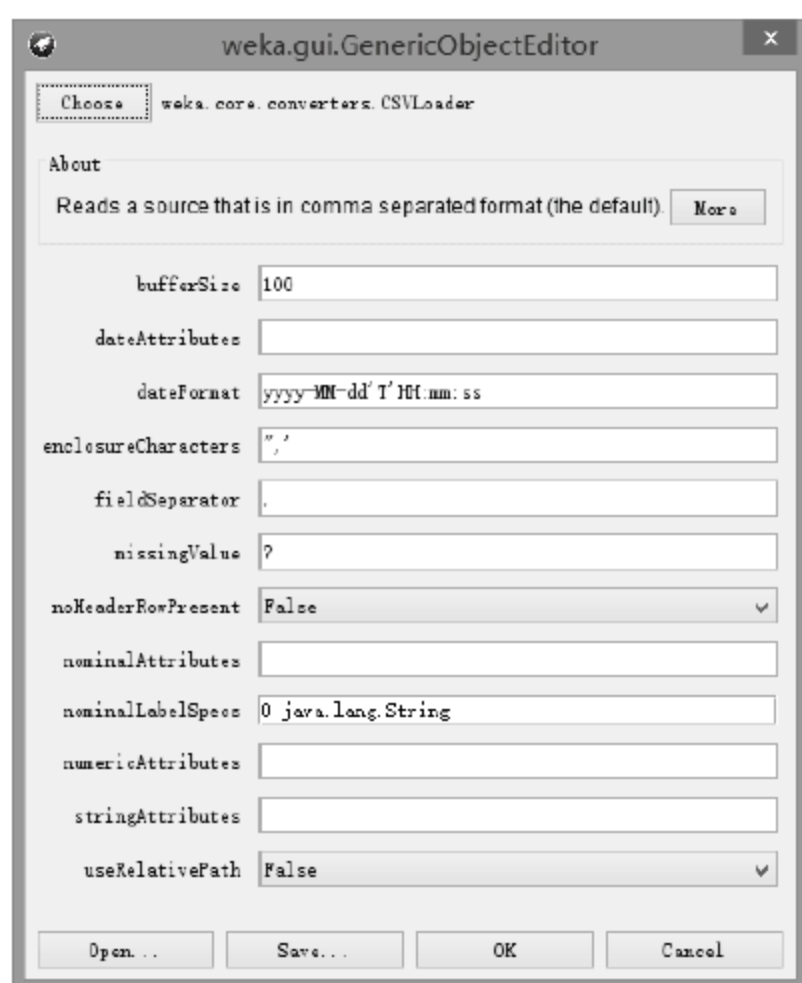 weka.gui.GenericObjectEditor
x
Choose weka.core.converters.CSVLoader
About
Reads a source that is in comma separated format (the default). More
bufferSize 100
dateAttributes
dateFormat yyyy-MM-dd'T'HH:mm:ss
enclosureCharacters ",'
fieldSeparator ,
missingValue ?
noHeaderRowPresent False
nominalAttributes
nominalLabelSpecs 0 java.lang.String
numericAttributes
stringAttributes
useRelativePath False
Open... Save... OK Cancel